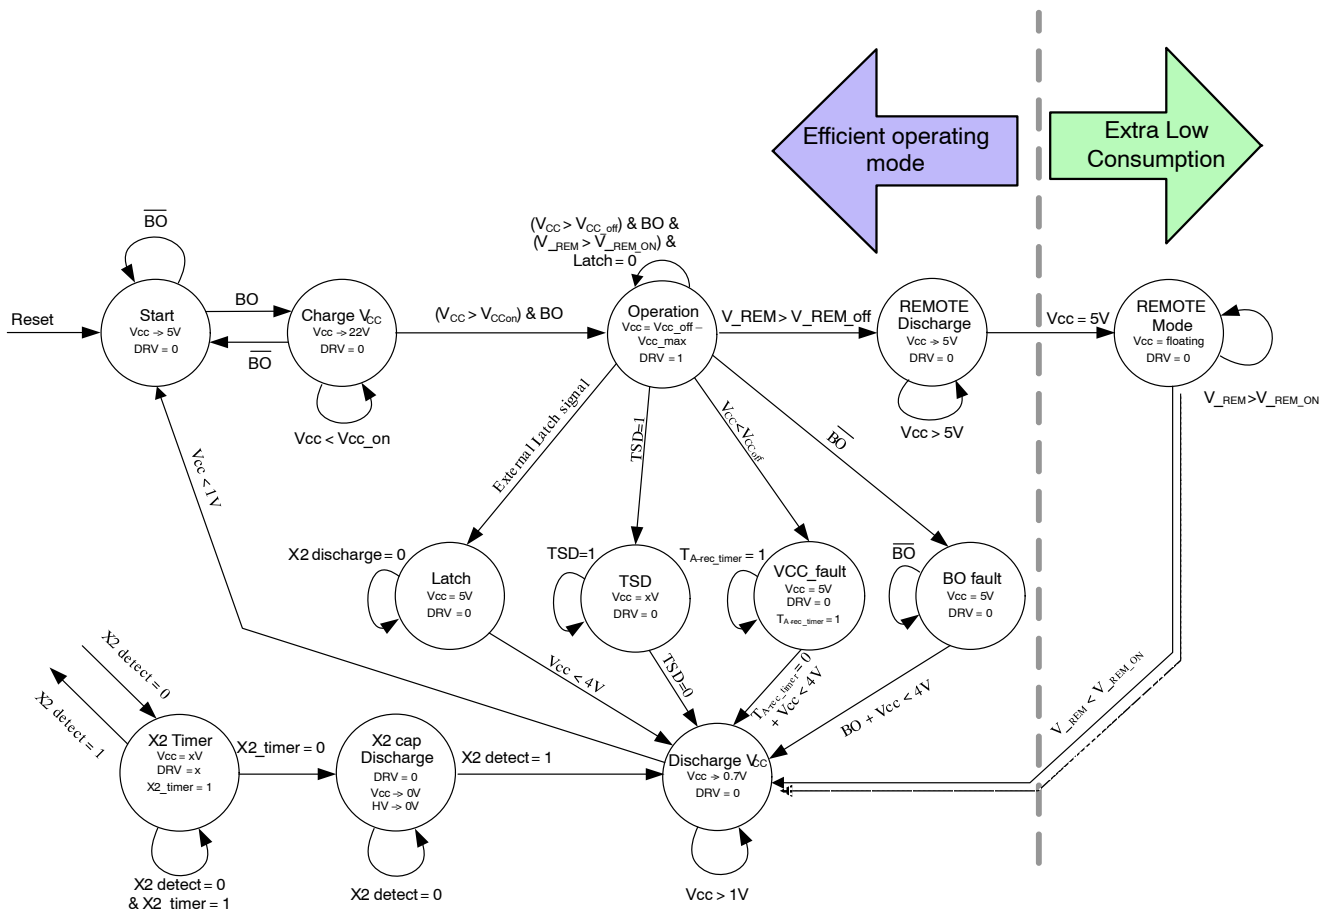 Efficient operating
mode
Extra Low
Consumption
B̅O̅
(VCC > VCC_off) & BO &
(V_REM > V_REM_ON) &
Latch = 0
Reset
Start
Vcc -> 5V
DRV = 0
BO
B̅O̅
Charge VCC
Vcc -> 22V
DRV = 0
Vcc < Vcc_on
(VCC > VCCon) & BO
Operation
Vcc = Vcc_off –
Vcc_max
DRV = 1
V_REM > V_REM_off
REMOTE
Discharge
Vcc -> 5V
DRV = 0
Vcc > 5V
Vcc = 5V
REMOTE
Mode
Vcc = floating
DRV = 0
V_REM>V_REM_ON
Vcc < 1V
External Latch signal
TSD=1
VCC<VCCoff
B̅O̅
X2 discharge = 0
Latch
Vcc = 5V
DRV = 0
TSD=1
TSD
Vcc = xV
DRV = 0
TA-rec_timer = 1
VCC_fault
Vcc = 5V
DRV = 0
TA-rec_timer = 1
B̅O̅
BO fault
Vcc = 5V
DRV = 0
Vcc < 4V
TSD=0
TA-rec_timer = 0
+ Vcc < 4V
BO + Vcc < 4V
V_REM < V_REM_ON
X2 detect = 0
X2 detect = 1
X2 Timer
Vcc = xV
DRV = x
X2_timer = 1
X2 detect = 0
& X2_timer = 1
X2_timer = 0
X2 cap
Discharge
DRV = 0
Vcc -> 0V
HV -> 0V
X2 detect = 0
X2 detect = 1
Discharge VCC
Vcc -> 0.7V
DRV = 0
Vcc > 1V